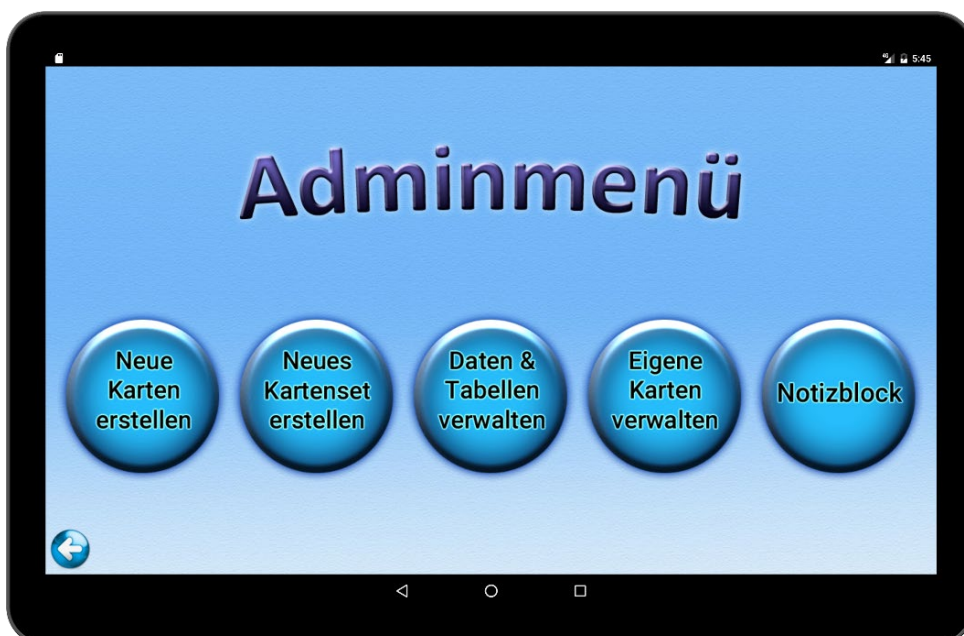 5:45
Adminmenü
Neue
Karten
erstellen
Neues
Kartenset
erstellen
Daten &
Tabellen
verwalten
Eigene
Karten
verwalten
Notizblock